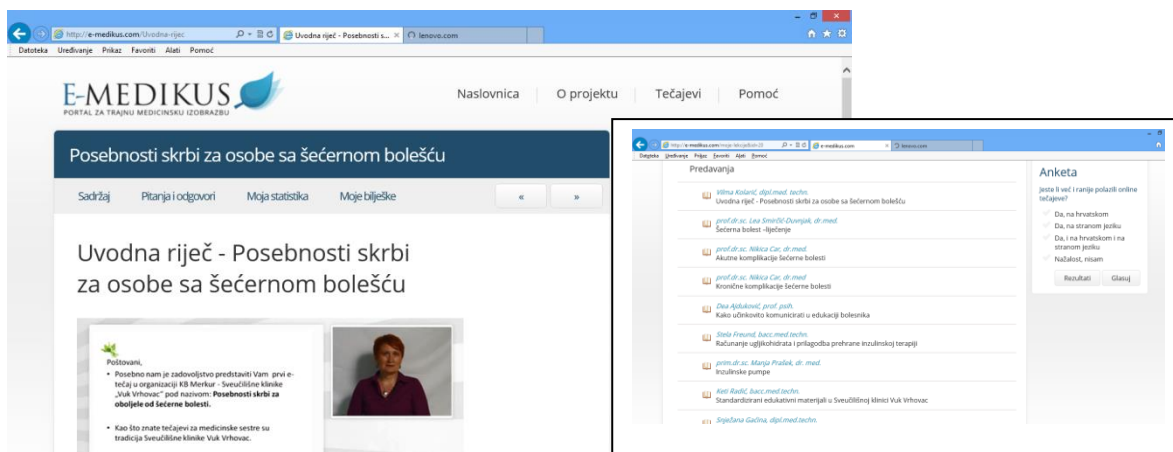 http://e-medikus.com/Uvodna-rijec
Uvodna riječ - Posebnosti s...
lenovo.com
Datoteka Uređivanje Prikaz Favoriti Alati Pomoć
E-MEDIKUS
PORTAL ZA TRAJNU MEDICINSKU IZOBRAZBU
Naslovnica O projektu Tečajevi Pomoć
Posebnosti skrbi za osobe sa šećernom bolešću
Sadržaj Pitanja i odgovori Moja statistika Moje bilješke « »
Uvodna riječ - Posebnosti skrbi
za osobe sa šećernom bolešću
Poštovani,
• Posebno nam je zadovoljstvo predstaviti Vam prvi e-
tečaj u organizaciji KB Merkur - Sveučilišne klinike
„Vuk Vrhovac" pod nazivom: Posebnosti skrbi za
oboljele od šećerne bolesti.
• Kao što znate tečajevi za medicinske sestre su
tradicija Sveučilišne klinike Vuk Vrhovac.
e-medikus.com
lenovo.com
Datoteka Uređivanje Prikaz Favoriti Alati Pomoć
Predavanja
Vilma Kolarić, dipl.med. techn.
Uvodna riječ - Posebnosti skrbi za osobe sa šećernom bolešću
prof.dr.sc. Lea Smirčić-Duvnjak, dr.med.
Šećerna bolest -liječenje
prof.dr.sc. Nikica Car, dr.med.
Akutne komplikacije šećerne bolesti
prof.dr.sc. Nikica Car, dr.med
Kronične komplikacije šećerne bolesti
Dea Ajduković, prof. psih.
Kako učinkovito komunicirati u edukaciji bolesnika
Stela Freund, bacc.med.techn.
Računanje ugljikohidrata i prilagodba prehrane inzulinskoj terapiji
prim.dr.sc. Manja Prašek, dr. med.
Inzulinske pumpe
Keti Radić, bacc.med.techn.
Standardizirani edukativni materijali u Sveučilišnoj klinici Vuk Vrhovac
Snježana Gaćina, dipl.med.techn.
Anketa
Jeste li već i ranije polazili online
tečajeve?
Da, na hrvatskom
Da, na stranom jeziku
Da, i na hrvatskom i na
stranom jeziku
Nažalost, nisam
Rezultati Glasuj